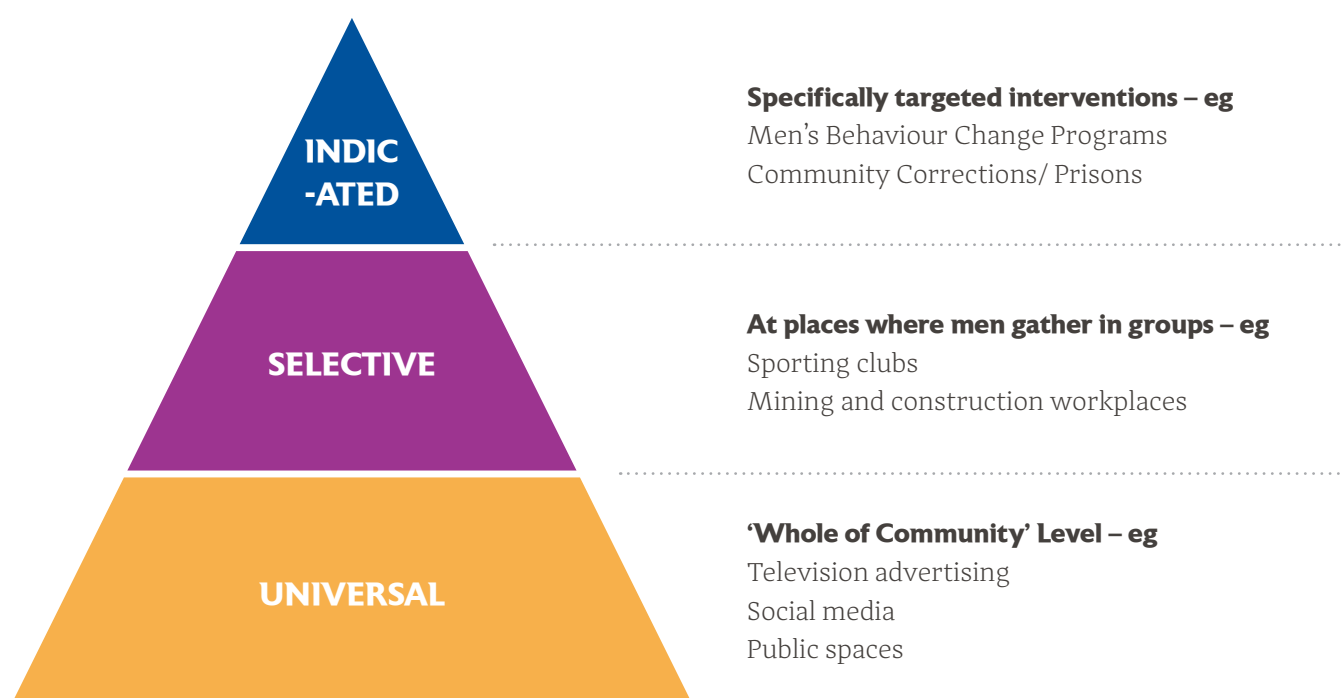 INDIC
-ATED
Specifically targeted interventions – eg
Men’s Behaviour Change Programs
Community Corrections/ Prisons
SELECTIVE
At places where men gather in groups – eg
Sporting clubs
Mining and construction workplaces
UNIVERSAL
‘Whole of Community’ Level – eg
Television advertising
Social media
Public spaces